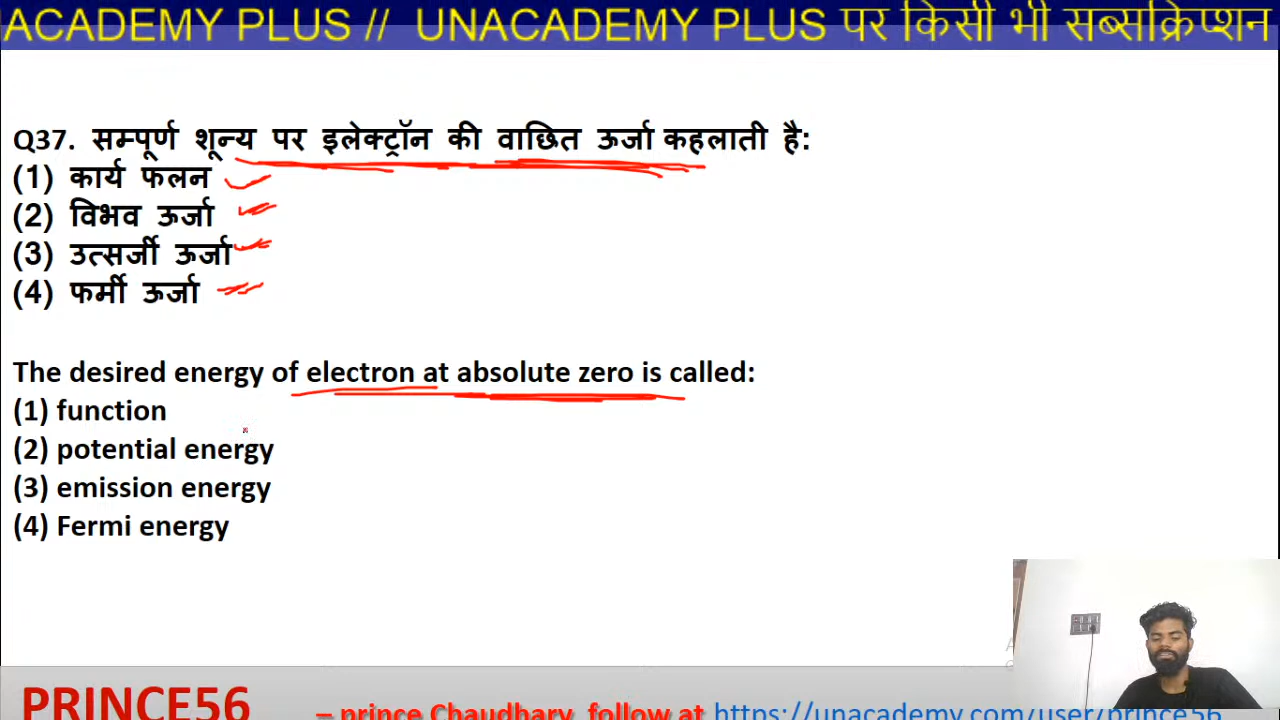 ACADEMY PLUS // UNACADEMY PLUS पर किसी भी सब्सक्रिप्शन
Q37. सम्पूर्ण शून्य पर इलेक्ट्रॉन की वाछित ऊर्जा कहलाती है:
(1) कार्य फलन
(2) विभव ऊर्जा
(3) उत्सर्जी ऊर्जा
(4) फर्मी ऊर्जा
The desired energy of electron at absolute zero is called:
(1) function
(2) potential energy
(3) emission energy
(4) Fermi energy
PRINCE56 – prince Chaudhary follow at https://unacademy.com/user/prince56